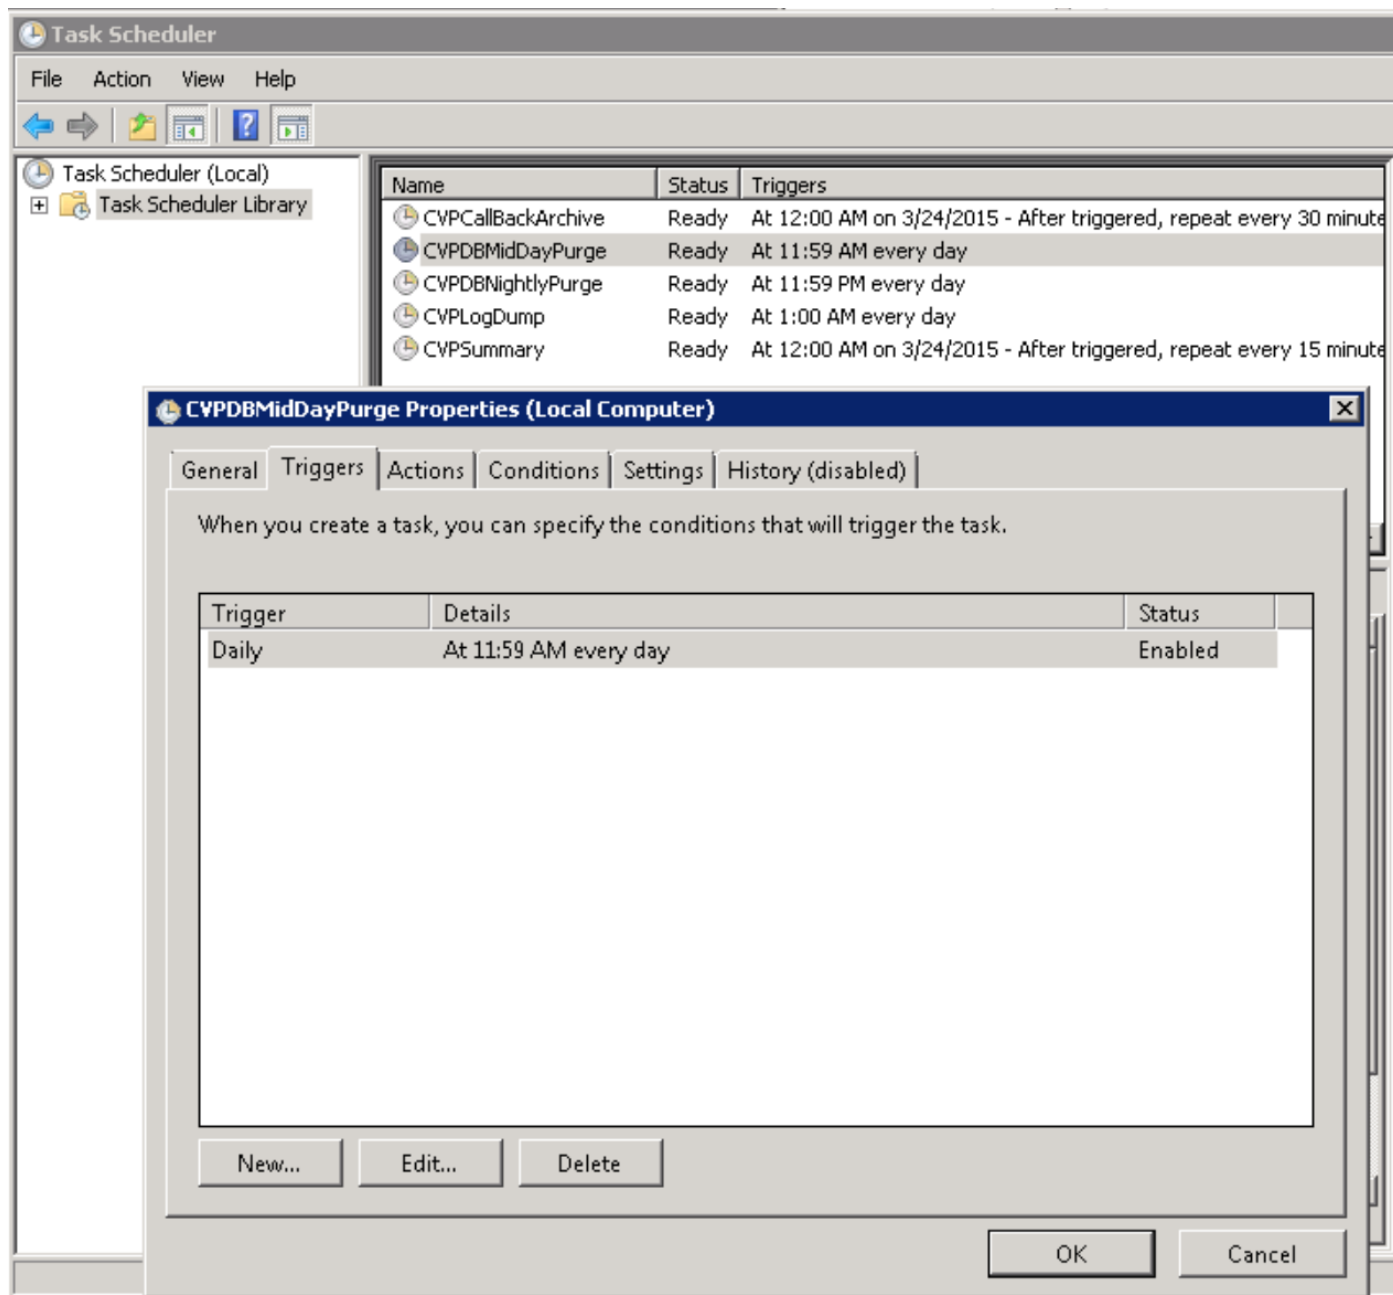 Task Scheduler
File Action View Help
Task Scheduler (Local)
Task Scheduler Library
Name Status Triggers
CVPCallBackArchive Ready At 12:00 AM on 3/24/2015 - After triggered, repeat every 30 minute
CVPDBMidDayPurge Ready At 11:59 AM every day
CVPDBNightlyPurge Ready At 11:59 PM every day
CVPLogDump Ready At 1:00 AM every day
CVPSummary Ready At 12:00 AM on 3/24/2015 - After triggered, repeat every 15 minute
CVPDBMidDayPurge Properties (Local Computer)
General Triggers Actions Conditions Settings History (disabled)
When you create a task, you can specify the conditions that will trigger the task.
Trigger Details Status
Daily At 11:59 AM every day Enabled
New... Edit... Delete
OK Cancel